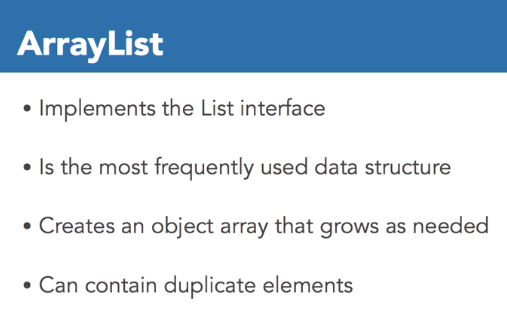 ArrayList
• Implements the List interface
• Is the most frequently used data structure
• Creates an object array that grows as needed
• Can contain duplicate elements